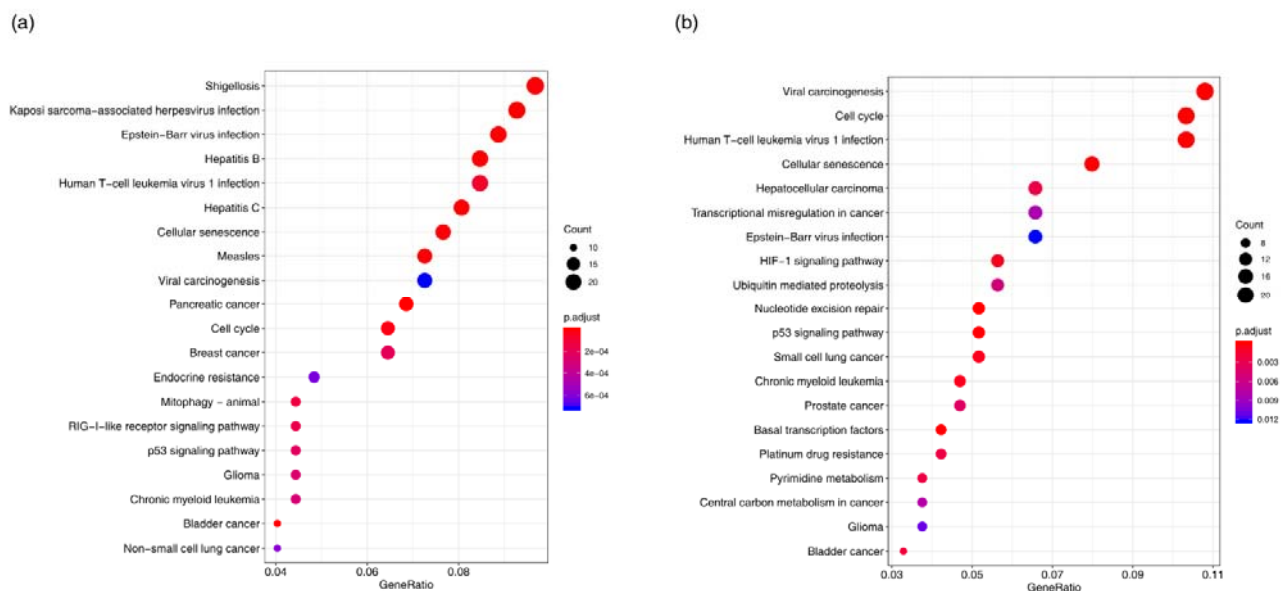 (a)
Shigellosis
Kaposi sarcoma-associated herpesvirus infection
Epstein-Barr virus infection
Hepatitis B
Human T-cell leukemia virus 1 infection
Hepatitis C
Cellular senescence
Measles
Viral carcinogenesis
Pancreatic cancer
Cell cycle
Breast cancer
Endocrine resistance
Mitophagy - animal
RIG-I-like receptor signaling pathway
p53 signaling pathway
Glioma
Chronic myeloid leukemia
Bladder cancer
Non-small cell lung cancer
0.04 0.06 0.08
GeneRatio
Count
10
15
20
p.adjust
2e-04
4e-04
6e-04
(b)
Viral carcinogenesis
Cell cycle
Human T-cell leukemia virus 1 infection
Cellular senescence
Hepatocellular carcinoma
Transcriptional misregulation in cancer
Epstein-Barr virus infection
HIF-1 signaling pathway
Ubiquitin mediated proteolysis
Nucleotide excision repair
p53 signaling pathway
Small cell lung cancer
Chronic myeloid leukemia
Prostate cancer
Basal transcription factors
Platinum drug resistance
Pyrimidine metabolism
Central carbon metabolism in cancer
Glioma
Bladder cancer
0.03 0.05 0.07 0.09 0.11
GeneRatio
Count
8
12
16
20
p.adjust
0.003
0.006
0.009
0.012